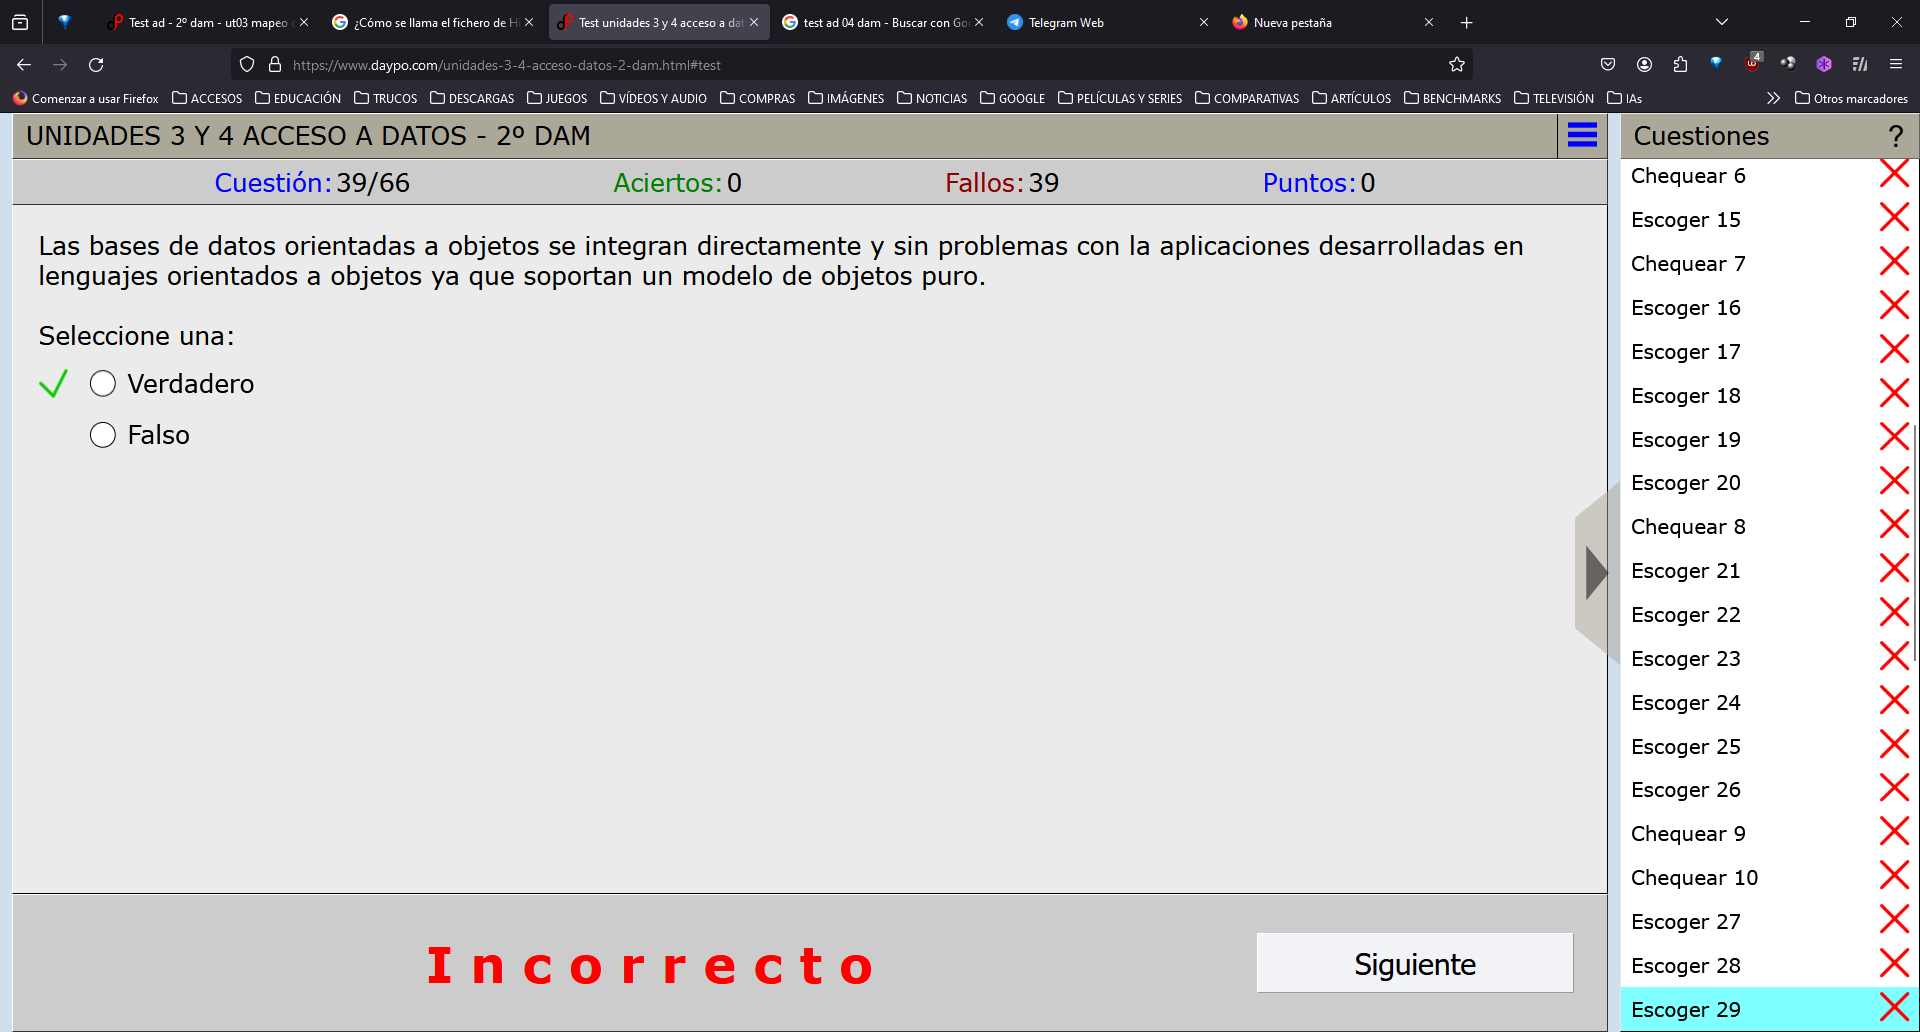 Test ad - 2º dam - ut03 mapeo
¿Cómo se llama el fichero de Hi
Test unidades 3 y 4 acceso a dat
test ad 04 dam - Buscar con Goo
Telegram Web
Nueva pestaña
https://www.daypo.com/unidades-3-4-acceso-datos-2-dam.html#test
4
Comenzar a usar Firefox
ACCESOS
EDUCACIÓN
TRUCOS
DESCARGAS
JUEGOS
VÍDEOS Y AUDIO
COMPRAS
IMÁGENES
NOTICIAS
GOOGLE
PELÍCULAS Y SERIES
COMPARATIVAS
ARTÍCULOS
BENCHMARKS
TELEVISIÓN
IAs
Otros marcadores
UNIDADES 3 Y 4 ACCESO A DATOS - 2º DAM
Cuestión: 39/66
Aciertos: 0
Fallos: 39
Puntos: 0
Las bases de datos orientadas a objetos se integran directamente y sin problemas con la aplicaciones desarrolladas en
lenguajes orientados a objetos ya que soportan un modelo de objetos puro.
Seleccione una:
Verdadero
Falso
Incorrecto
Siguiente
Cuestiones ?
Chequear 6
Escoger 15
Chequear 7
Escoger 16
Escoger 17
Escoger 18
Escoger 19
Escoger 20
Chequear 8
Escoger 21
Escoger 22
Escoger 23
Escoger 24
Escoger 25
Escoger 26
Chequear 9
Chequear 10
Escoger 27
Escoger 28
Escoger 29